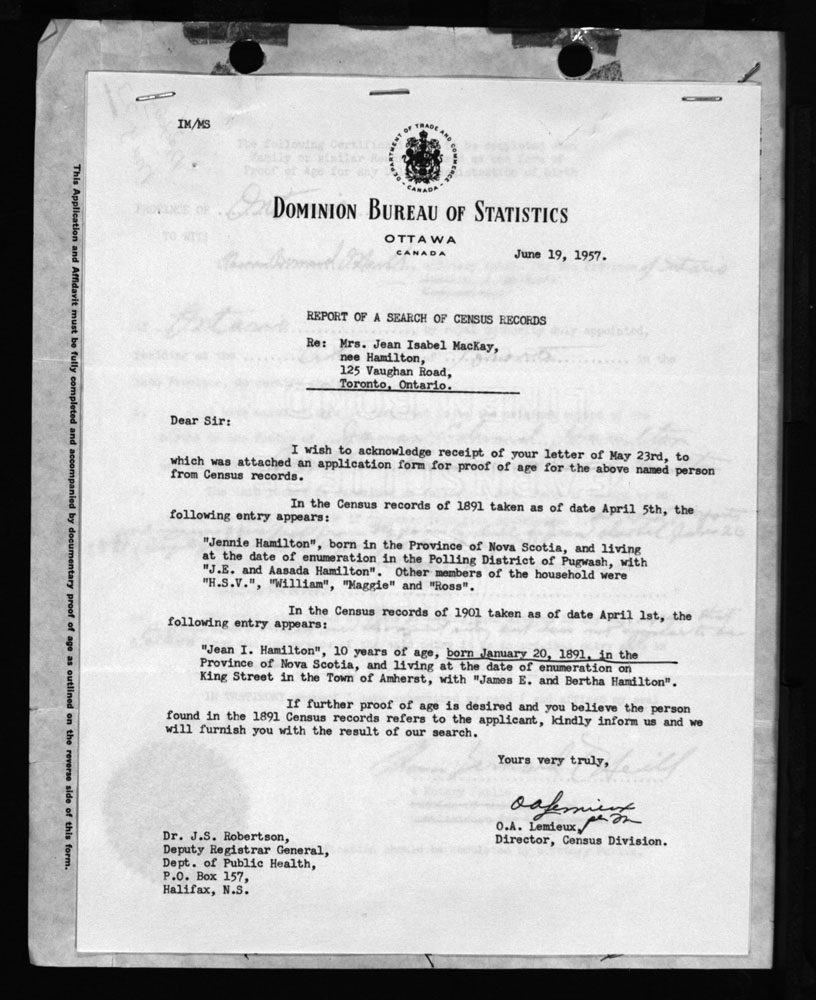 IM/MS
DEPARTMENT OF TRADE AND COMMERCE
CANADA
DOMINION BUREAU OF STATISTICS
OTTAWA
CANADA
June 19, 1957.
REPORT OF A SEARCH OF CENSUS RECORDS
Re: Mrs. Jean Isabel MacKay,
nee Hamilton,
125 Vaughan Road,
Toronto, Ontario.
Dear Sir:
I wish to acknowledge receipt of your letter of May 23rd, to
which was attached an application form for proof of age for the above named person
from Census records.
In the Census records of 1891 taken as of date April 5th, the
following entry appears:
"Jennie Hamilton", born in the Province of Nova Scotia, and living
at the date of enumeration in the Polling District of Pugwash, with
"J.E. and Aasada Hamilton". Other members of the household were
"H.S.V.", "William", "Maggie" and "Ross".
In the Census records of 1901 taken as of date April 1st, the
following entry appears:
"Jean I. Hamilton", 10 years of age, born January 20, 1891, in the
Province of Nova Scotia, and living at the date of enumeration on
King Street in the Town of Amherst, with "James E. and Bertha Hamilton".
If further proof of age is desired and you believe the person
found in the 1891 Census records refers to the applicant, kindly inform us and we
will furnish you with the result of our search.
Yours very truly,
OALemieux
per M
O.A. Lemieux,
Director, Census Division.
Dr. J.S. Robertson,
Deputy Registrar General,
Dept. of Public Health,
P.O. Box 157,
Halifax, N.S.
This Application and Affidavit must be fully completed and accompanied by documentary proof of age as outlined on the reverse side of this form.